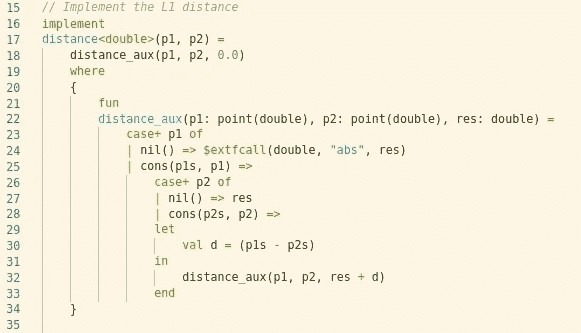 15 // Implement the L1 distance
16 implement
17 distance<double>(p1, p2) =
18     distance_aux(p1, p2, 0.0)
19     where
20     {
21         fun
22         distance_aux(p1: point(double), p2: point(double), res: double) =
23             case+ p1 of
24             | nil() => $extfcall(double, "abs", res)
25             | cons(p1s, p1) =>
26                 case+ p2 of
27                 | nil() => res
28                 | cons(p2s, p2) =>
29                 let
30                     val d = (p1s - p2s)
31                 in
32                     distance_aux(p1, p2, res + d)
33                 end
34     }
35